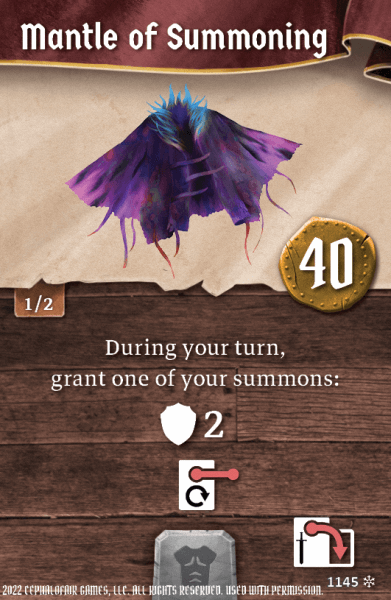 Mantle of Summoning
40
1/2
During your turn,
grant one of your summons:
2
1145
2022 CEPHALOFAIR GAMES, LLC. ALL RIGHTS RESERVED. USED WITH PERMISSION.